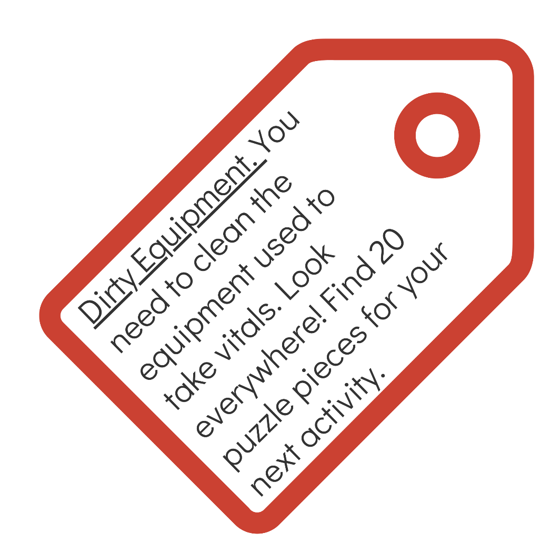 Dirty Equipment. You
need to clean the
equipment used to
take vitals. Look
everywhere! Find 20
puzzle pieces for your
next activity.